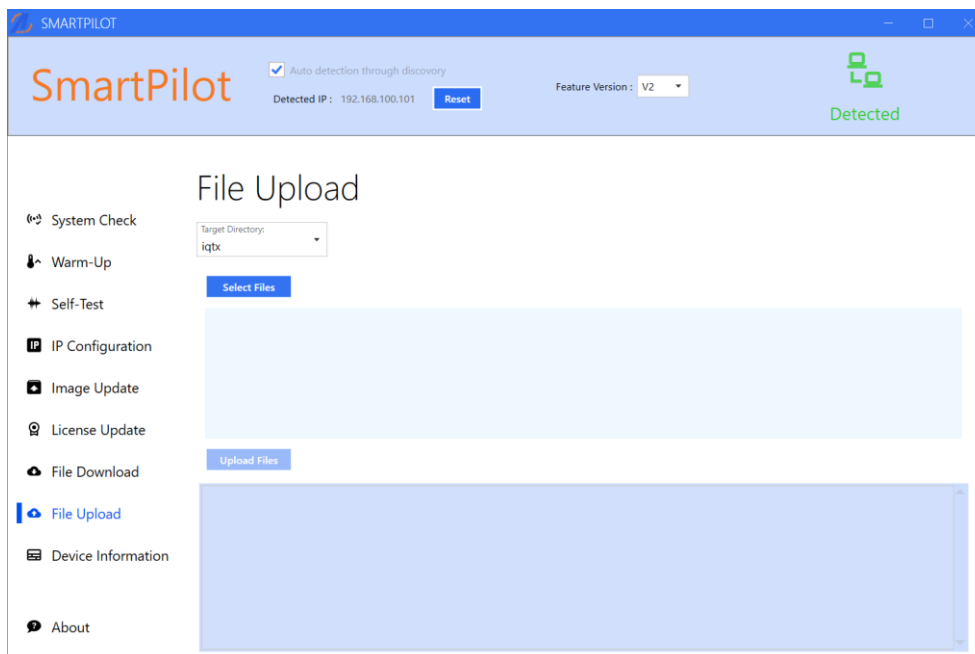 SMARTPILOT
SmartPilot
Auto detection through discovory
Detected IP : 192.168.100.101
Reset
Feature Version : V2
Detected
System Check
Warm-Up
Self-Test
IP
IP Configuration
Image Update
License Update
File Download
File Upload
Device Information
?
About
File Upload
Target Directory:
iqtx
Select Files
Upload Files